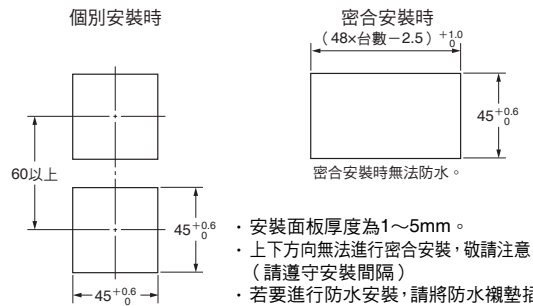 個別安裝時
密合安裝時
（48×台數－2.5）+1.0 0
45+0.6 0
密合安裝時無法防水。
60以上
45+0.6 0
45+0.6 0
・安裝面板厚度為1～5mm。
・上下方向無法進行密合安裝，敬請注意
（請遵守安裝間隔）
・若要進行防水安裝，請將防水襯墊